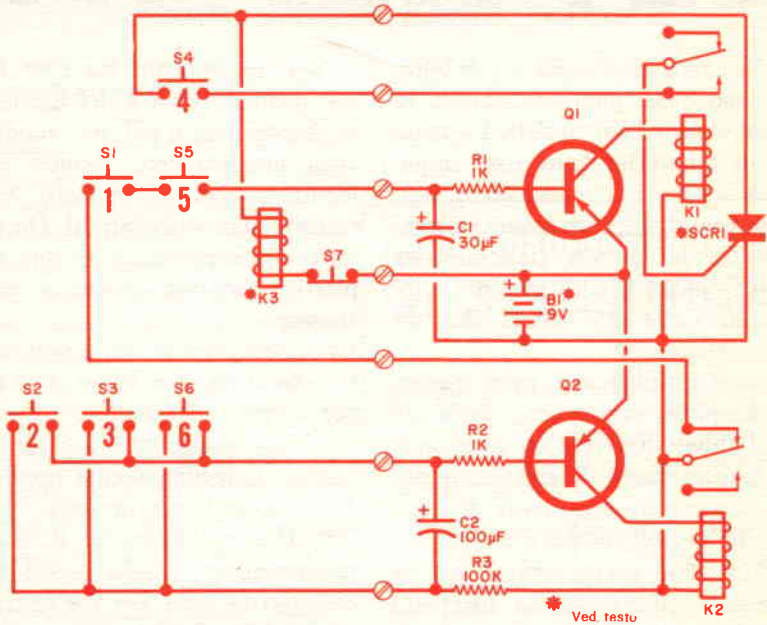 S4
4
Q1
S1
S5
1
5
R1
1K
K1
+
C1
30µF
*SCR1
S7
*K3
+
B1*
9V
Q2
S2
S3
S6
2
3
6
R2
1K
+
C2
100µF
R3
100K
K2
* Ved. testo